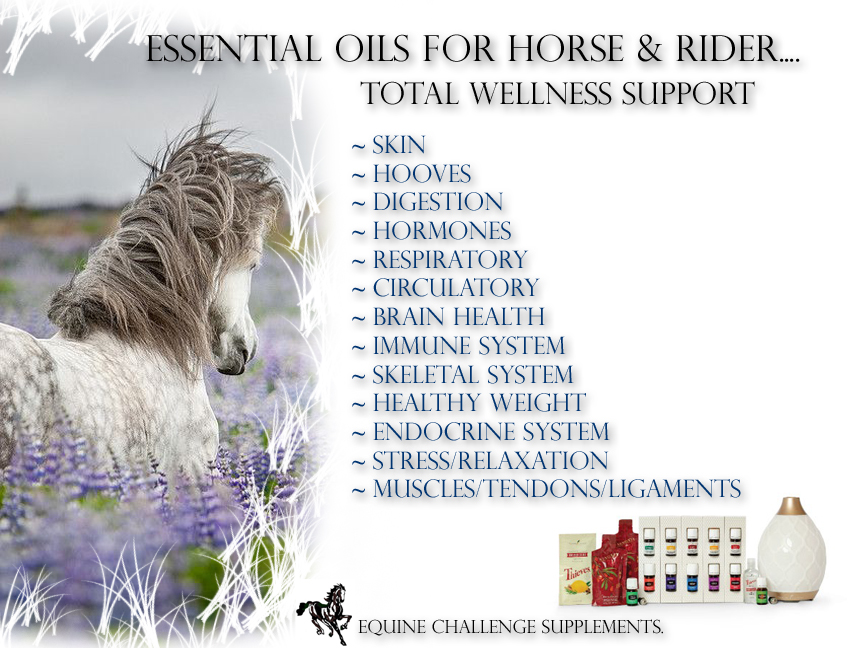 ESSENTIAL OILS FOR HORSE & RIDER....
TOTAL WELLNESS SUPPORT
~ SKIN
~ HOOVES
~ DIGESTION
~ HORMONES
~ RESPIRATORY
~ CIRCULATORY
~ BRAIN HEALTH
~ IMMUNE SYSTEM
~ SKELETAL SYSTEM
~ HEALTHY WEIGHT
~ ENDOCRINE SYSTEM
~ STRESS/RELAXATION
~ MUSCLES/TENDONS/LIGAMENTS
Thieves
EQUINE CHALLENGE SUPPLEMENTS.